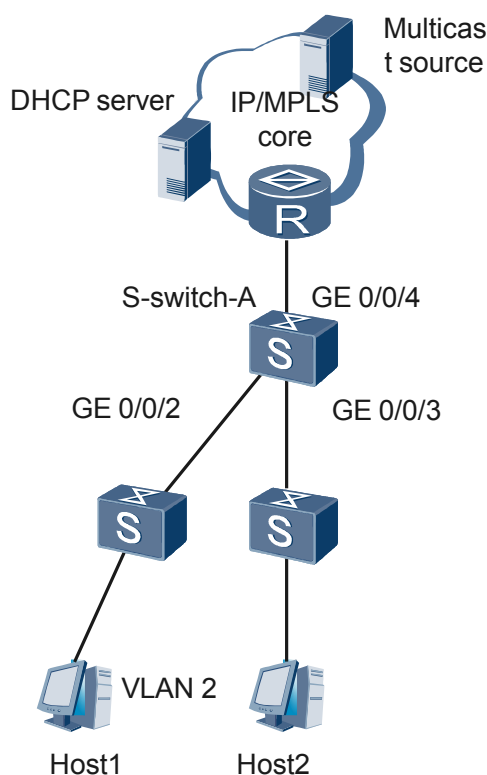 Multicas
t source
DHCP server
IP/MPLS
core
R
S-switch-A
GE 0/0/4
S
GE 0/0/2
GE 0/0/3
S
S
VLAN 2
Host1
Host2